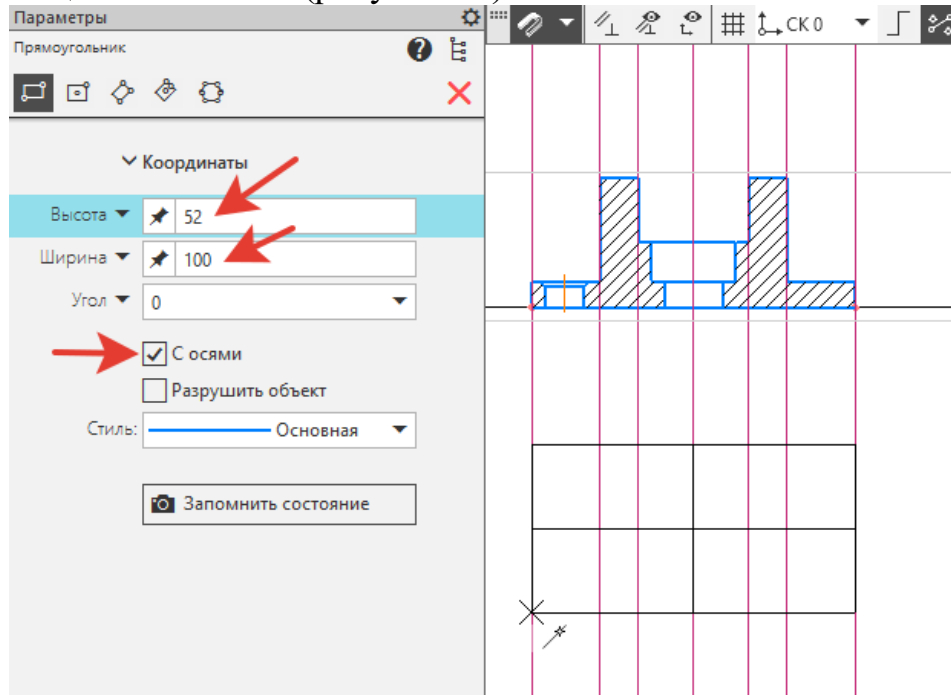 Параметры
Прямоугольник
СК 0
Координаты
Высота 52
Ширина 100
Угол 0
С осями
Разрушить объект
Стиль: Основная
Запомнить состояние